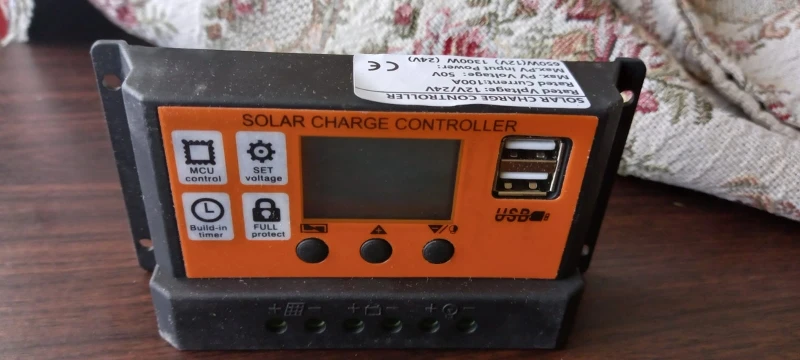 SOLAR CHARGE CONTROLLER
Rated Vpltage: 12V/24V
Rated Current:100A
Max. PV Voltage: 50V
Max.PV Input Power:
650W(12V) 1300W (24V)
CE
SOLAR CHARGE CONTROLLER
MCU
control
SET
voltage
Build-in
timer
FULL
protect
USB
+ − + − + −